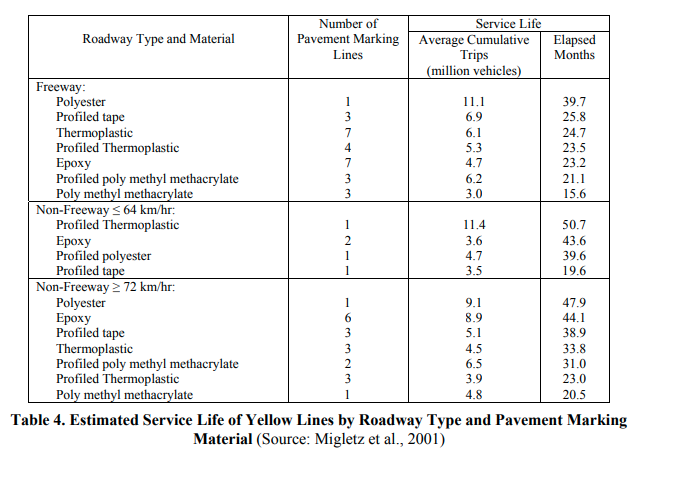 Roadway Type and Material | Number of Pavement Marking Lines | Service Life
Average Cumulative Trips (million vehicles) | Elapsed Months
Freeway:
Polyester 1 11.1 39.7
Profiled tape 3 6.9 25.8
Thermoplastic 7 6.1 24.7
Profiled Thermoplastic 4 5.3 23.5
Epoxy 7 4.7 23.2
Profiled poly methyl methacrylate 3 6.2 21.1
Poly methyl methacrylate 3 3.0 15.6
Non-Freeway ≤ 64 km/hr:
Profiled Thermoplastic 1 11.4 50.7
Epoxy 2 3.6 43.6
Profiled polyester 1 4.7 39.6
Profiled tape 1 3.5 19.6
Non-Freeway ≥ 72 km/hr:
Polyester 1 9.1 47.9
Epoxy 6 8.9 44.1
Profiled tape 3 5.1 38.9
Thermoplastic 3 4.5 33.8
Profiled poly methyl methacrylate 2 6.5 31.0
Profiled Thermoplastic 3 3.9 23.0
Poly methyl methacrylate 1 4.8 20.5
Table 4. Estimated Service Life of Yellow Lines by Roadway Type and Pavement Marking
Material (Source: Migletz et al., 2001)